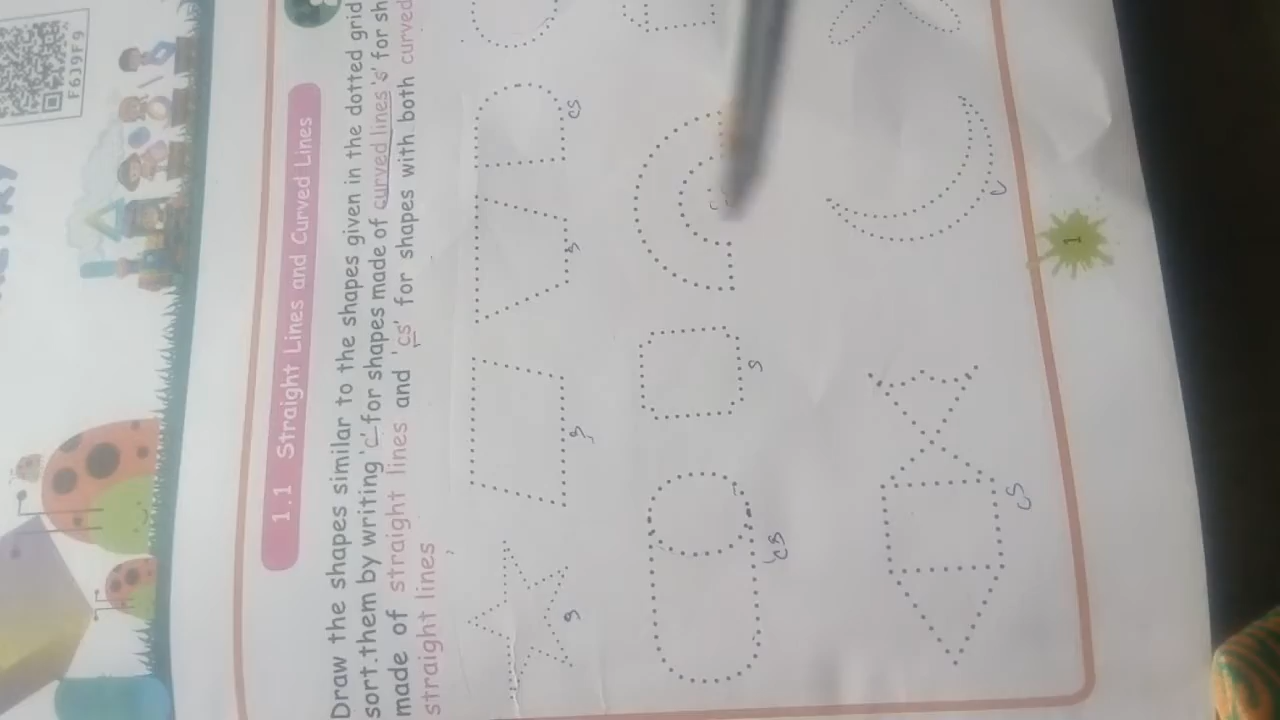 F6J9F9
1.1 Straight Lines and Curved Lines
Draw the shapes similar to the shapes given in the dotted grid
sort them by writing 'c' for shapes made of curved lines 's' for sh
made of straight lines and 'cs' for shapes with both curved
straight lines
s
s
s
cs
cs
s
cs
c
1